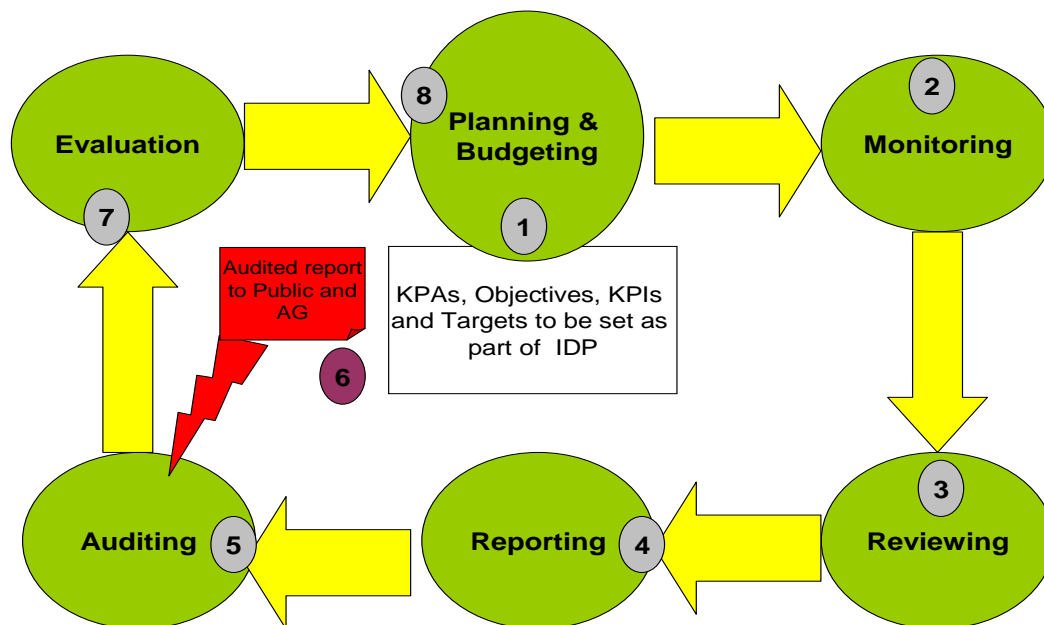 Evaluation
7
8
Planning &
Budgeting
1
2
Monitoring
Audited report
to Public and
AG
6
KPAs, Objectives, KPIs
and Targets to be set as
part of IDP
Auditing
5
Reporting
4
3
Reviewing